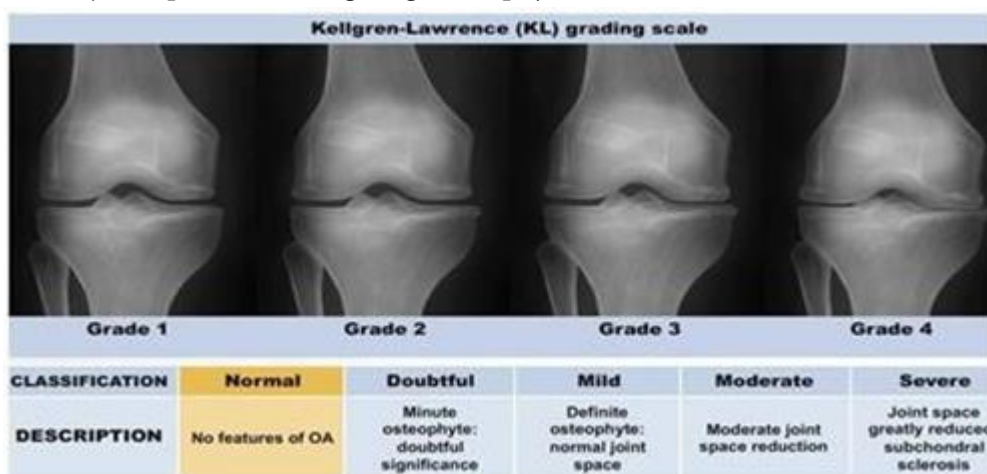 Kellgren-Lawrence (KL) grading scale
Grade 1 Grade 2 Grade 3 Grade 4
CLASSIFICATION Normal Doubtful Mild Moderate Severe
DESCRIPTION No features of OA Minute osteophyte: doubtful significance Definite osteophyte: normal joint space Moderate joint space reduction Joint space greatly reduced subchondral sclerosis